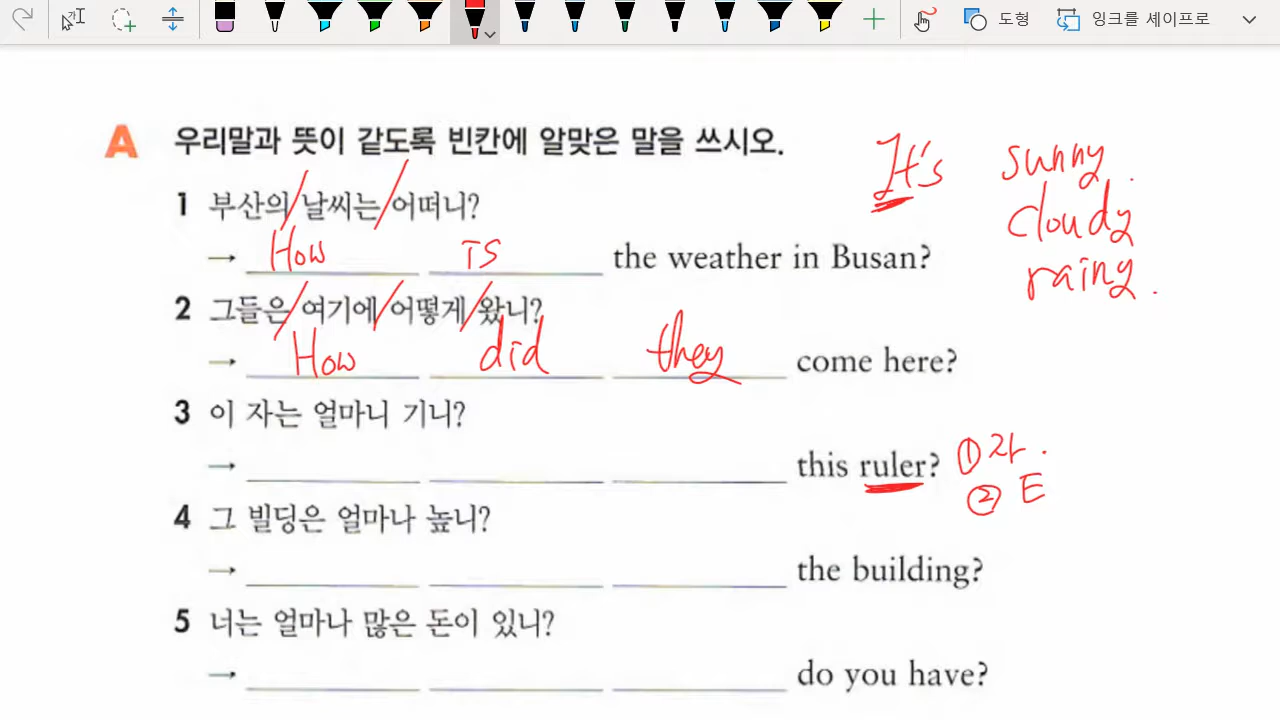 도형 잉크를 셰이프로
A 우리말과 뜻이 같도록 빈칸에 알맞은 말을 쓰시오.
It's sunny.
cloudy
rainy.
1 부산의/날씨는/어떠니?
→ How is the weather in Busan?
2 그들은/여기에/어떻게/왔니?
→ How did they come here?
3 이 자는 얼마니 기니?
→ this ruler? ① 자.
② E
4 그 빌딩은 얼마나 높니?
→ the building?
5 너는 얼마나 많은 돈이 있니?
→ do you have?